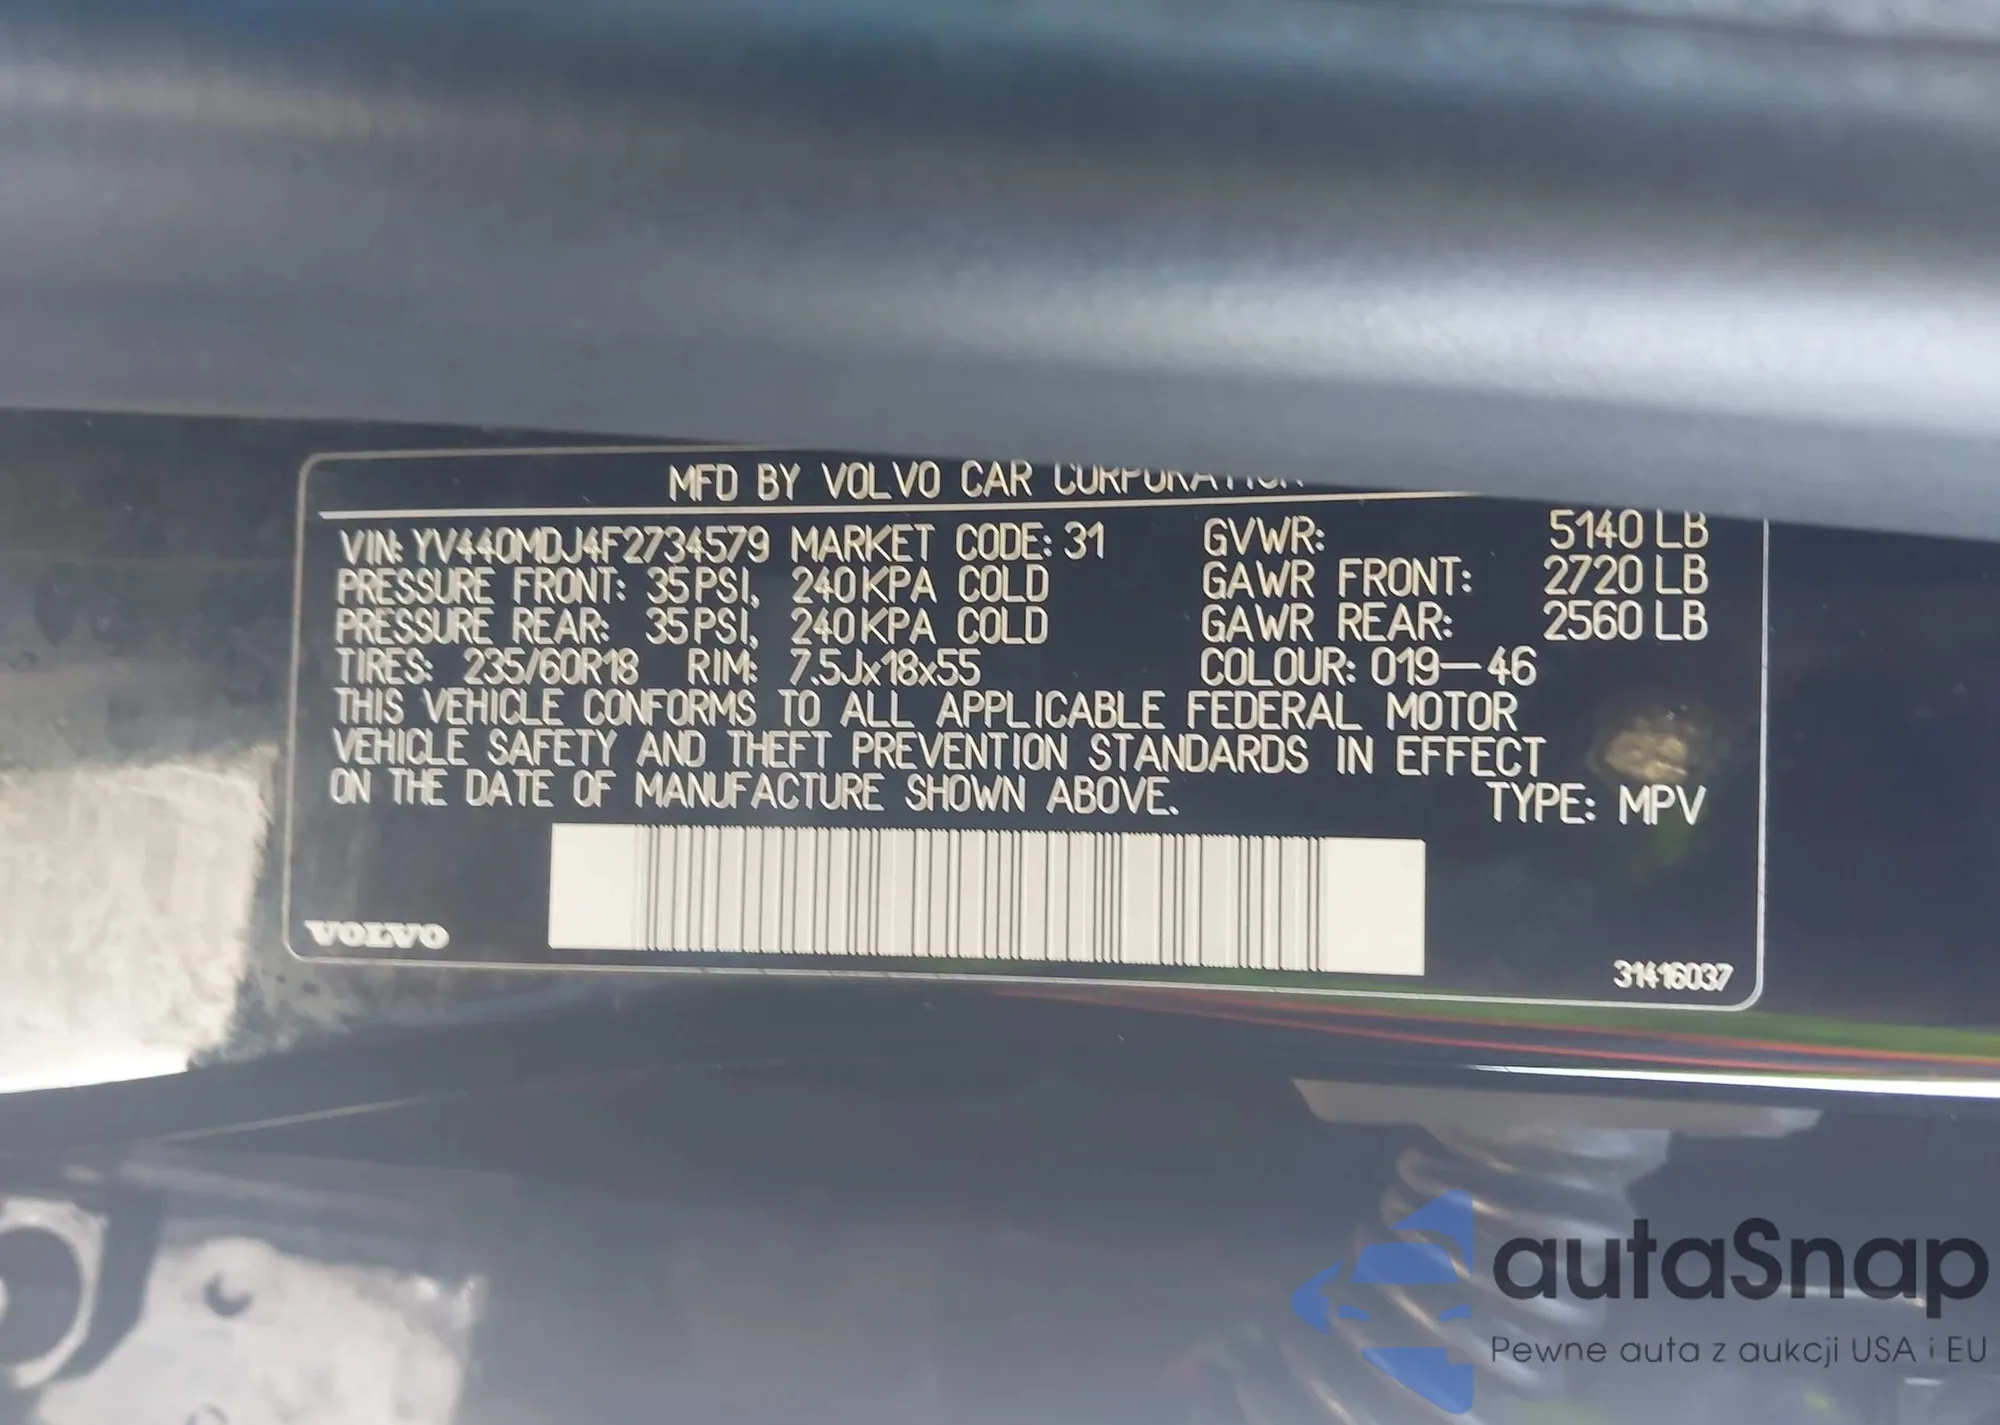 MFD BY VOLVO CAR CORPORATION
VIN: YV440MDJ4F2734579 MARKET CODE: 31 GVWR: 5140 LB
PRESSURE FRONT: 35 PSI, 240 KPA COLD GAWR FRONT: 2720 LB
PRESSURE REAR: 35 PSI, 240 KPA COLD GAWR REAR: 2560 LB
TIRES: 235/60R18 RIM: 7.5Jx18x55 COLOUR: 019-46
THIS VEHICLE CONFORMS TO ALL APPLICABLE FEDERAL MOTOR
VEHICLE SAFETY AND THEFT PREVENTION STANDARDS IN EFFECT
ON THE DATE OF MANUFACTURE SHOWN ABOVE.
TYPE: MPV
VOLVO
31416037
autaSnap
Pewne auta z aukcji USA i EU